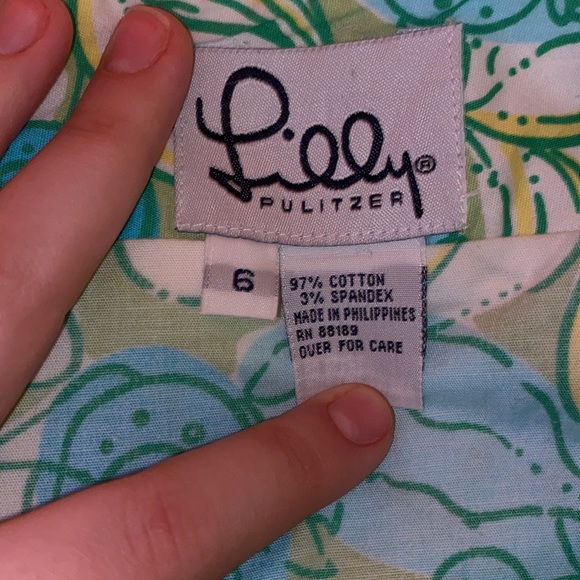 Lilly®
PULITZER
6
97% COTTON
3% SPANDEX
MADE IN PHILIPPINES
RN 88189
OVER FOR CARE